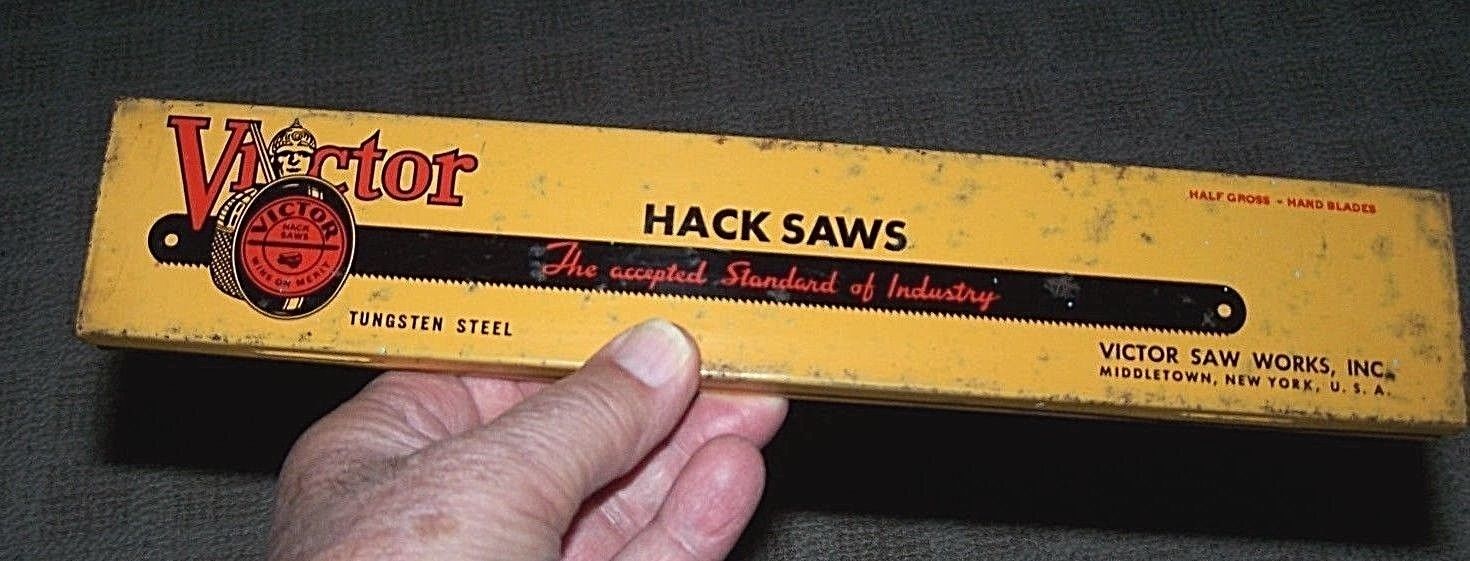 Victor
VICTOR
HACK
SAWS
WINS ON MERIT
HACK SAWS
The accepted Standard of Industry
TUNGSTEN STEEL
HALF GROSS - HAND BLADES
VICTOR SAW WORKS, INC.
MIDDLETOWN, NEW YORK, U. S. A.